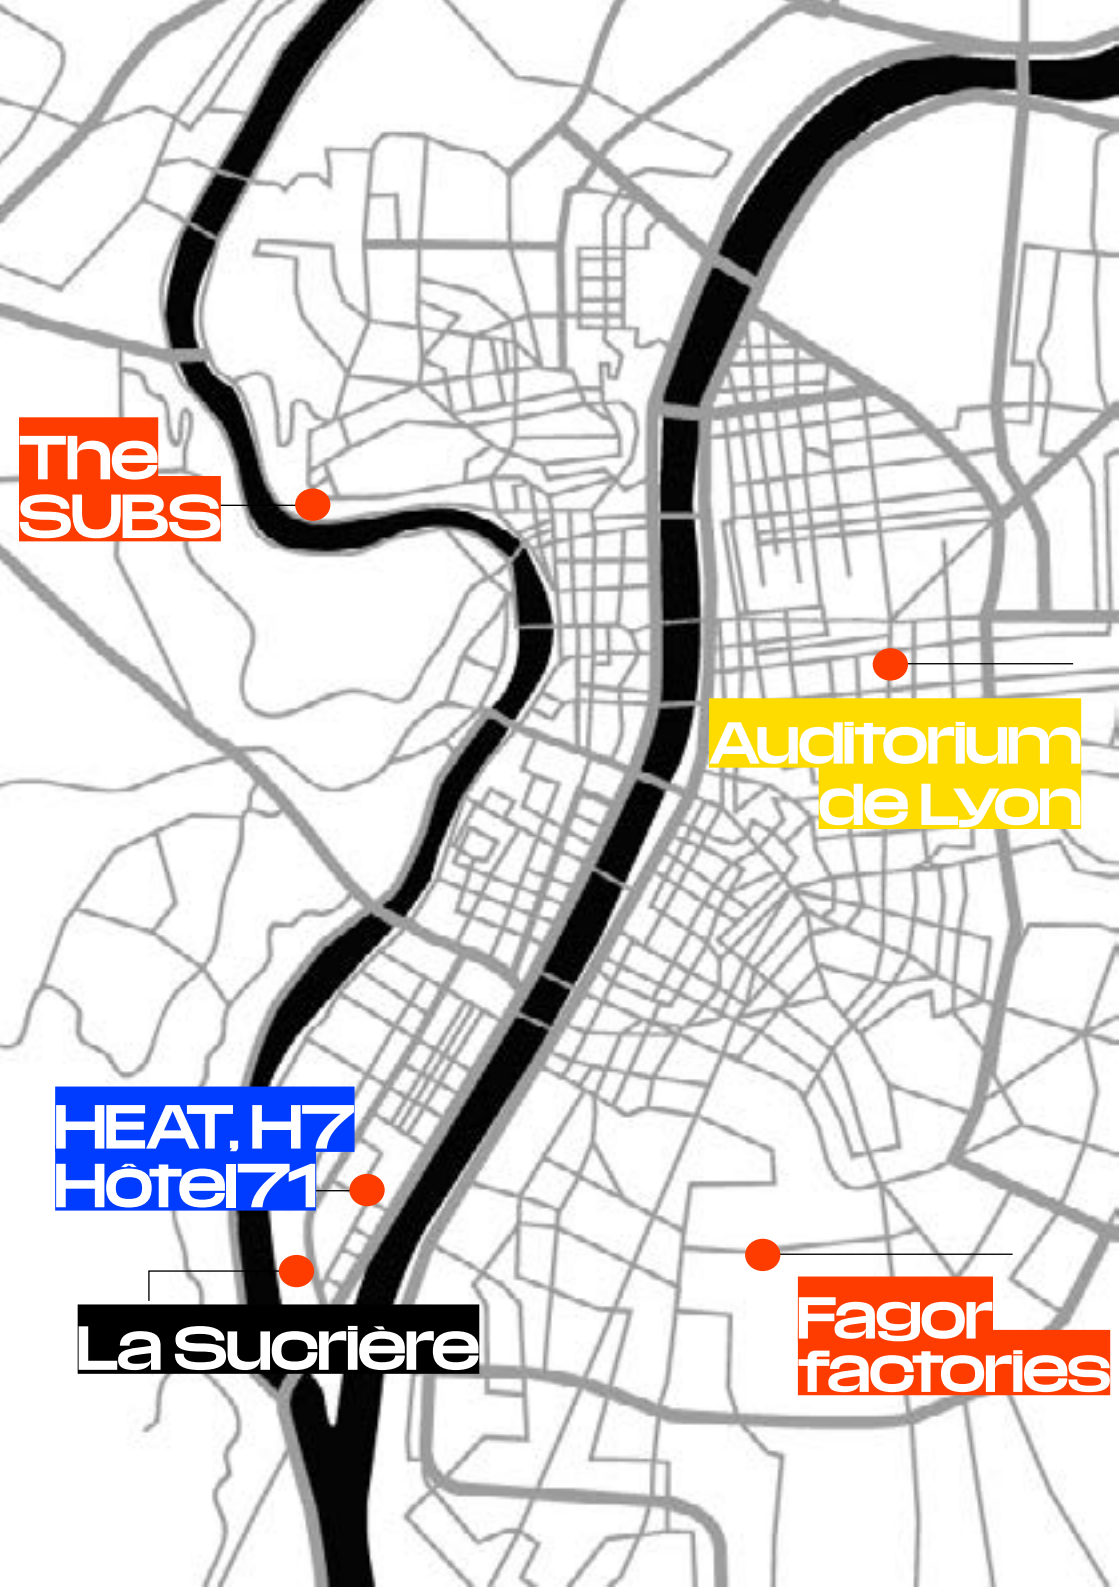 The
SUBS
Auditorium
de Lyon
HEAT, H7
Hôtel71
La Sucrière
Fagor
factories